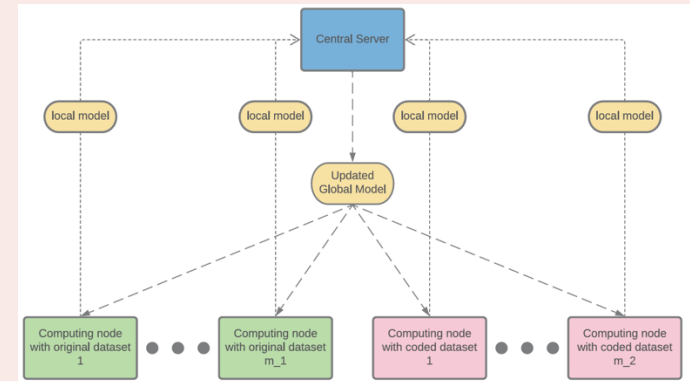 Central Server
local model
local model
local model
local model
Updated
Global Model
Computing node
with original dataset
1
Computing node
with original dataset
m_1
Computing node
with coded dataset
1
Computing node
with coded dataset
m_2